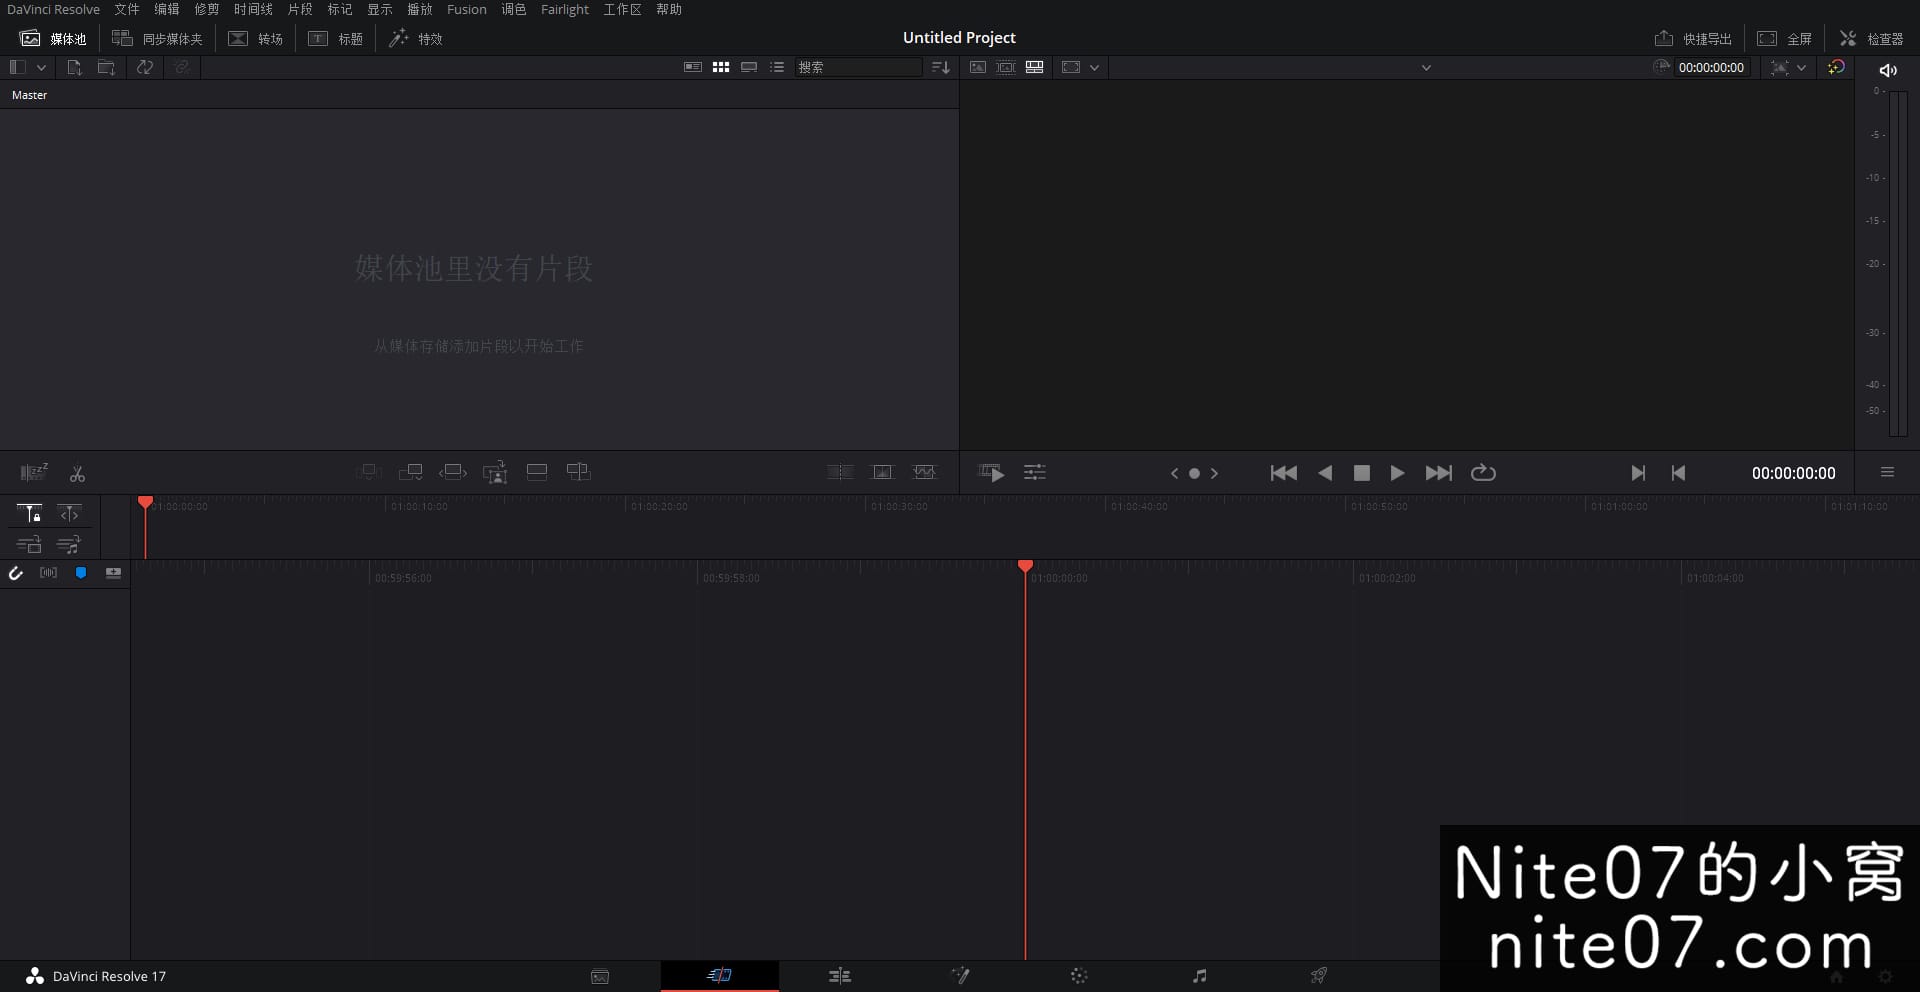 DaVinci Resolve 文件 编辑 修剪 时间线 片段 标记 显示 播放 Fusion 调色 Fairlight 工作区 帮助
媒体池 同步媒体夹 转场 标题 特效 Untitled Project 快捷导出 全屏 检查器
搜索 00:00:00:00
Master
0
-5
-10
-15
-20
-30
-40
-50
媒体池里没有片段
从媒体存储添加片段以开始工作
00:00:00:00
01:00:00:00 01:00:10:00 01:00:20:00 01:00:30:00 01:00:40:00 01:00:50:00 01:01:00:00 01:01:10:00
00:59:56:00 00:59:58:00 01:00:00:00 01:00:02:00 01:00:04:00
Nite07的小窝
nite07.com
DaVinci Resolve 17